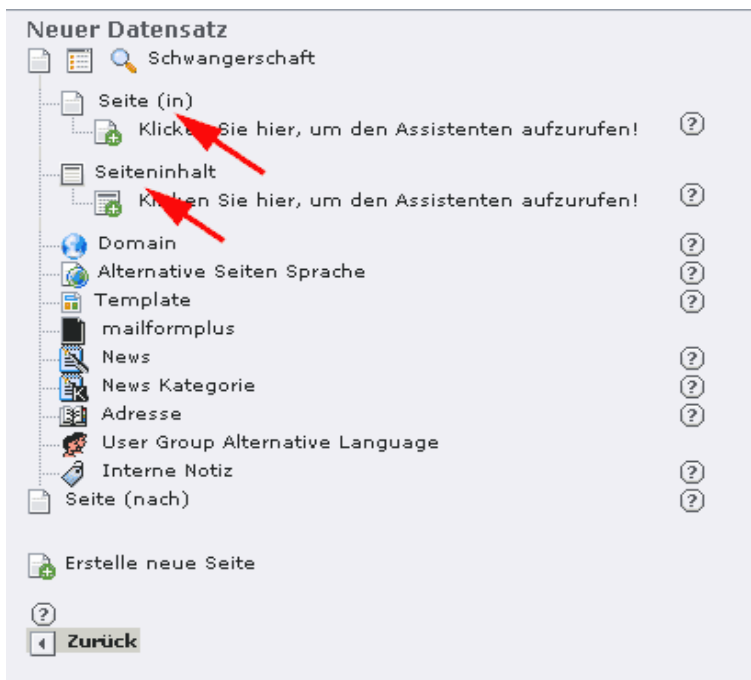 Neuer Datensatz
Schwangerschaft
Seite (in)
Klicken Sie hier, um den Assistenten aufzurufen!
Seiteninhalt
Klicken Sie hier, um den Assistenten aufzurufen!
Domain
Alternative Seiten Sprache
Template
mailformplus
News
News Kategorie
Adresse
User Group Alternative Language
Interne Notiz
Seite (nach)
Erstelle neue Seite
Zurück